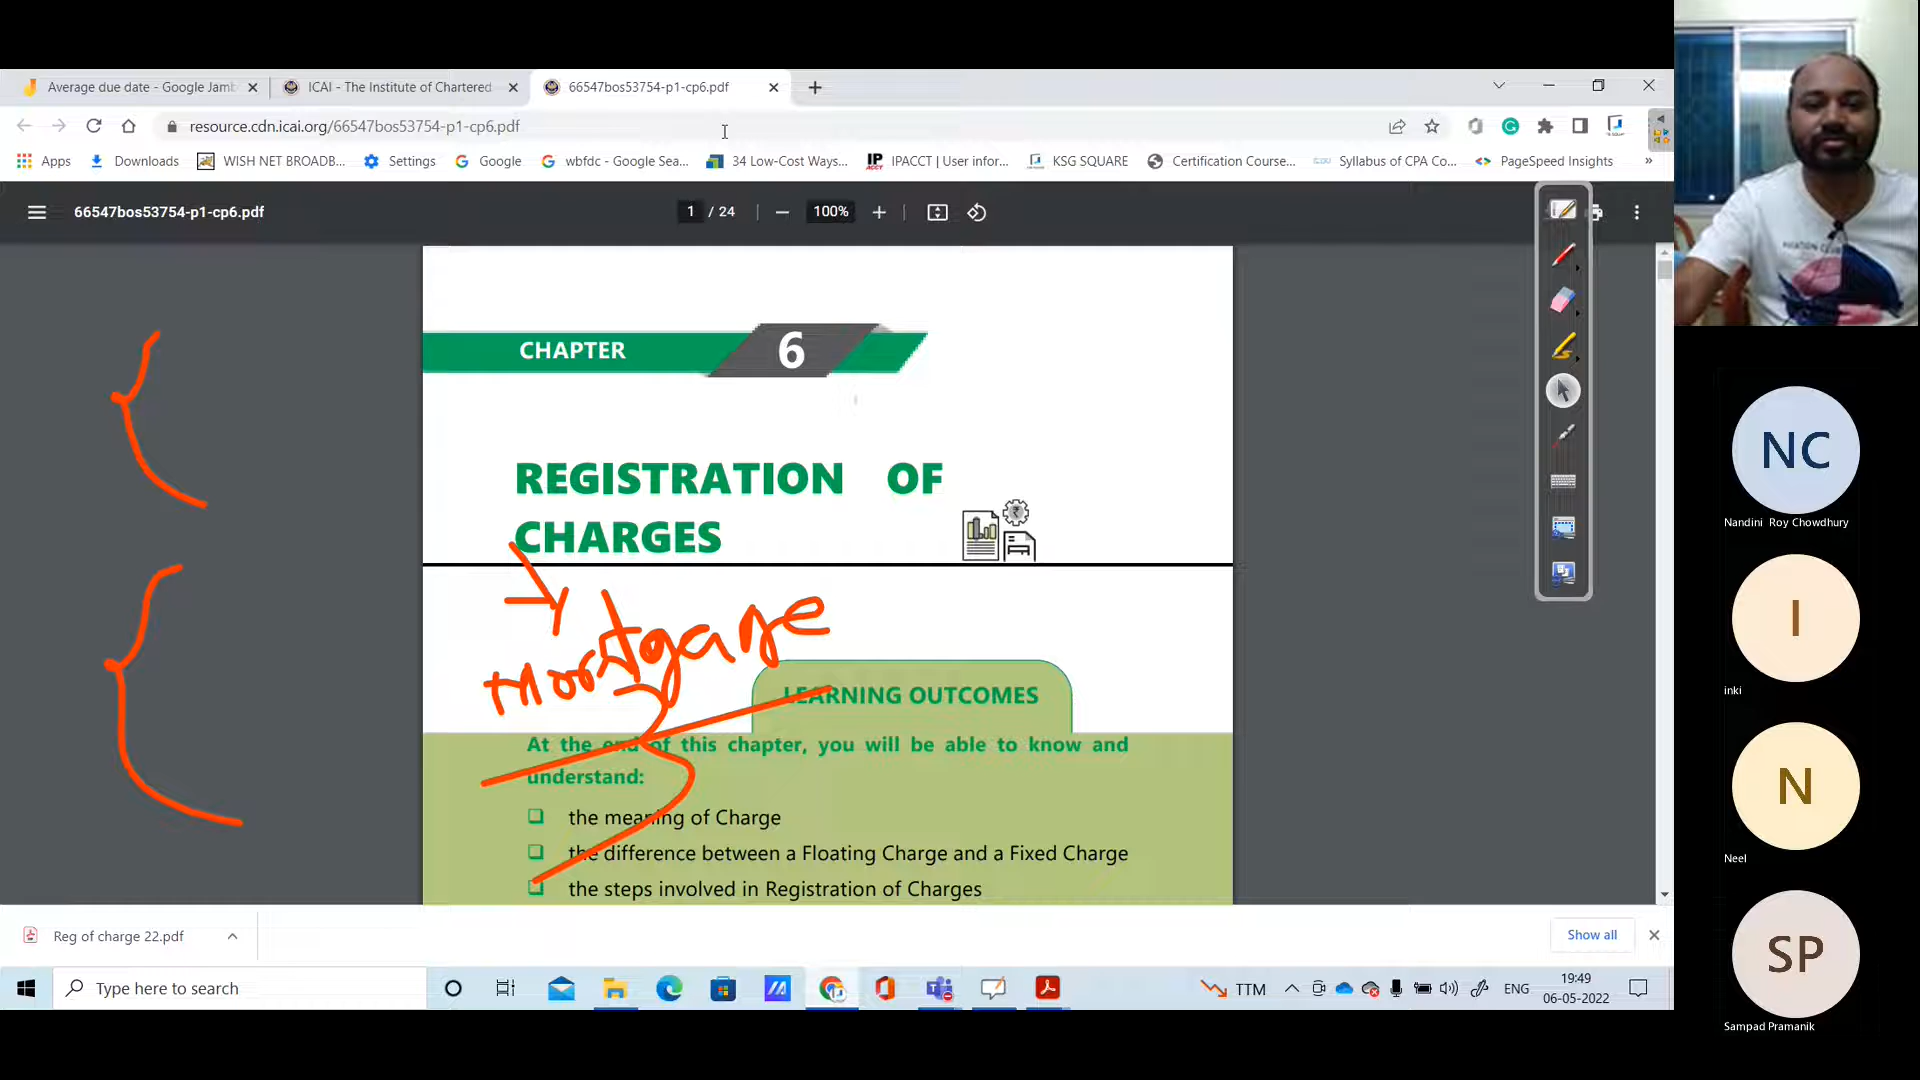 Average due date - Google Jamb
ICAI - The Institute of Chartered
66547bos53754-p1-cp6.pdf
resource.cdn.icai.org/66547bos53754-p1-cp6.pdf
Apps
Downloads
WISH NET BROADB...
Settings
Google
wbfdc - Google Sea...
34 Low-Cost Ways...
IPACCT | User infor...
KSG SQUARE
Certification Course...
Syllabus of CPA Co...
PageSpeed Insights
»
66547bos53754-p1-cp6.pdf
1 / 24
100%
CHAPTER 6
REGISTRATION OF
CHARGES
Mortgage
LEARNING OUTCOMES
At the end of this chapter, you will be able to know and
understand:
the meaning of Charge
the difference between a Floating Charge and a Fixed Charge
the steps involved in Registration of Charges
Reg of charge 22.pdf
Show all
Type here to search
TTM
ENG
19:49
06-05-2022
NC
Nandini Roy Chowdhury
I
inki
N
Neel
SP
Sampad Pramanik